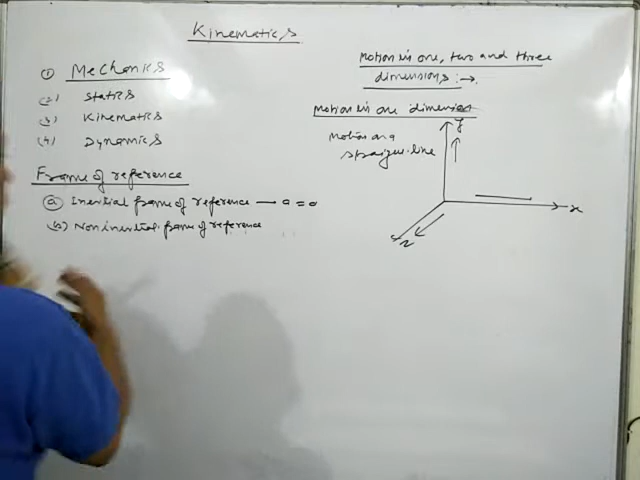 Kinematics
① Mechanics
(2) Statics
(3) Kinematics
(4) Dynamics
Frame of reference
ⓐ Inertial frame of reference — a = 0
(b) Non inertial frame of reference
Motion in one, two and three
dimensions :→
Motion in one dimension
Motion on a
straight line
y
x
z